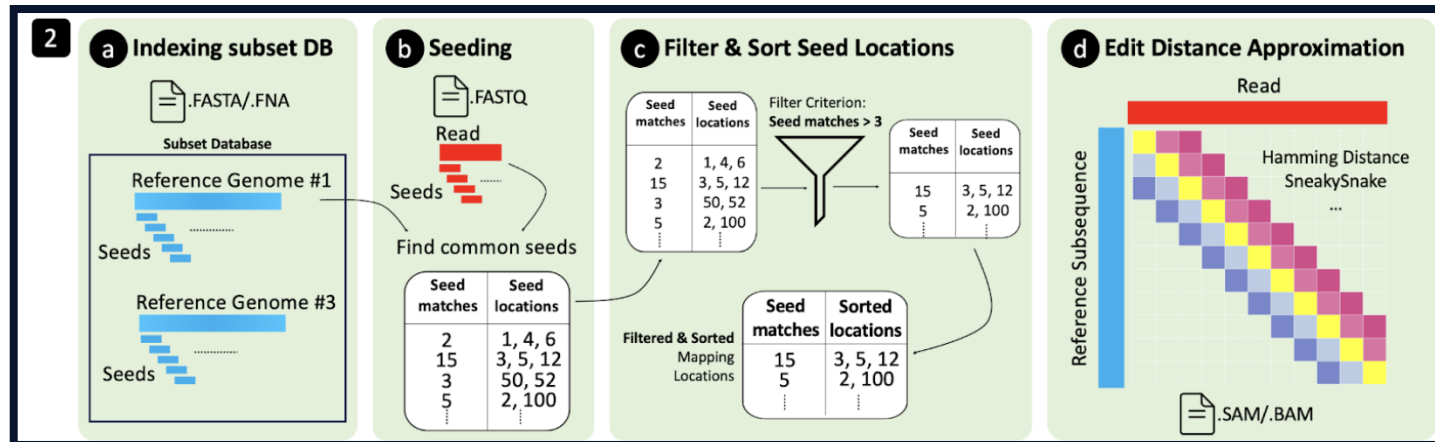 2
a Indexing subset DB
.FASTA/.FNA
Subset Database
Reference Genome #1
Seeds
Reference Genome #3
Seeds
b Seeding
.FASTQ
Read
Seeds
Find common seeds
Seed matches Seed locations
2 1, 4, 6
15 3, 5, 12
3 50, 52
5 2, 100
c Filter & Sort Seed Locations
Seed matches Seed locations
2 1, 4, 6
15 3, 5, 12
3 50, 52
5 2, 100
Filter Criterion:
Seed matches > 3
Seed matches Seed locations
15 3, 5, 12
5 2, 100
Filtered & Sorted
Mapping
Locations
Seed matches Sorted locations
15 3, 5, 12
5 2, 100
d Edit Distance Approximation
Read
Reference Subsequence
Hamming Distance
SneakySnake
...
.SAM/.BAM